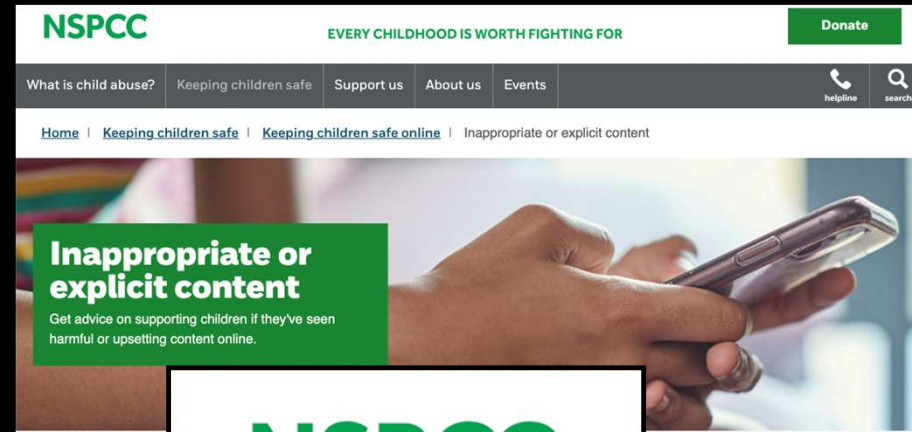 NSPCC
EVERY CHILDHOOD IS WORTH FIGHTING FOR
Donate
What is child abuse? Keeping children safe Support us About us Events
helpline search
Home | Keeping children safe | Keeping children safe online | Inappropriate or explicit content
Inappropriate or
explicit content
Get advice on supporting children if they've seen
harmful or upsetting content online.
NSPCC